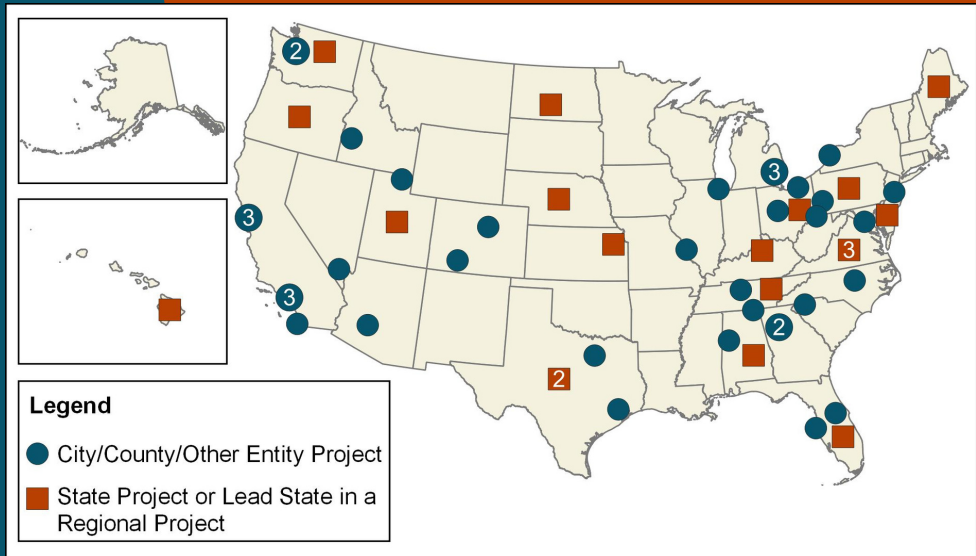 2
3
3
3
3
2
2
Legend
City/County/Other Entity Project
State Project or Lead State in a
Regional Project